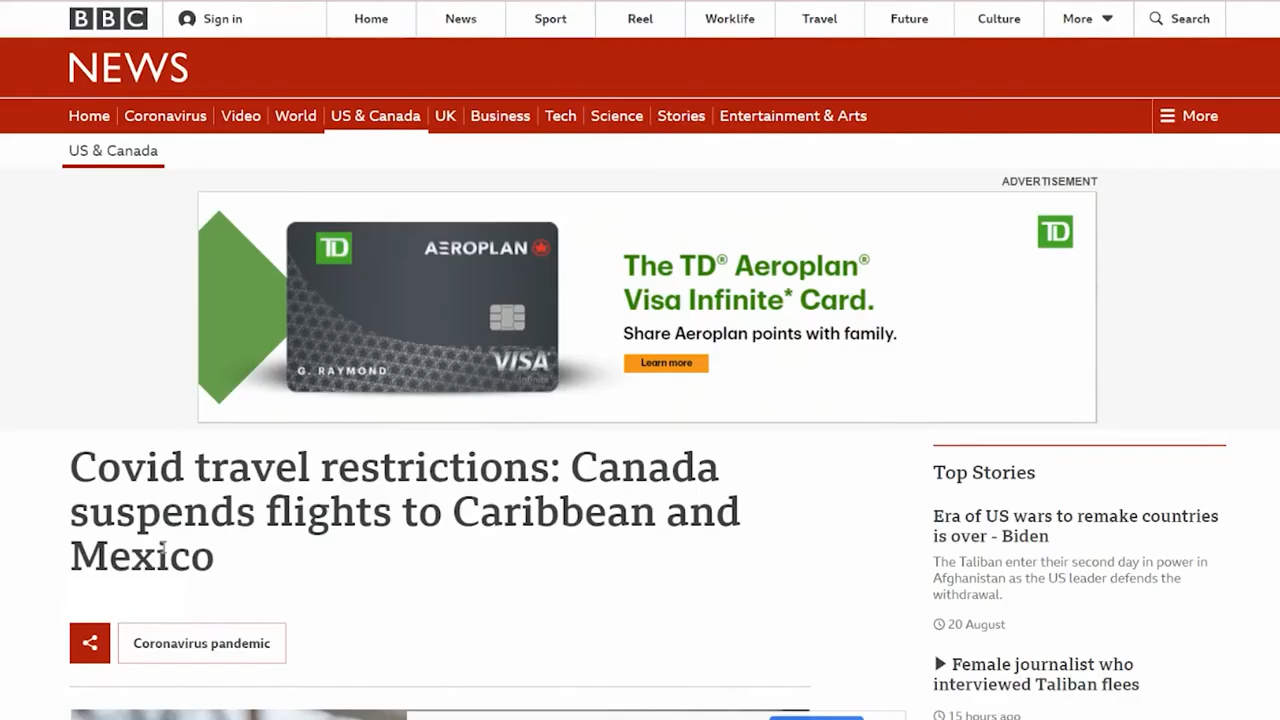 BBC Sign in Home News Sport Reel Worklife Travel Future Culture More Search
NEWS
Home Coronavirus Video World US & Canada UK Business Tech Science Stories Entertainment & Arts More
US & Canada
ADVERTISEMENT
TD AEROPLAN
G. RAYMOND
VISA
Infinite
The TD® Aeroplan®
Visa Infinite* Card.
Share Aeroplan points with family.
Learn more
TD
Covid travel restrictions: Canada
suspends flights to Caribbean and
Mexico
Coronavirus pandemic
Top Stories
Era of US wars to remake countries
is over - Biden
The Taliban enter their second day in power in
Afghanistan as the US leader defends the
withdrawal.
20 August
Female journalist who
interviewed Taliban flees
15 hours ago